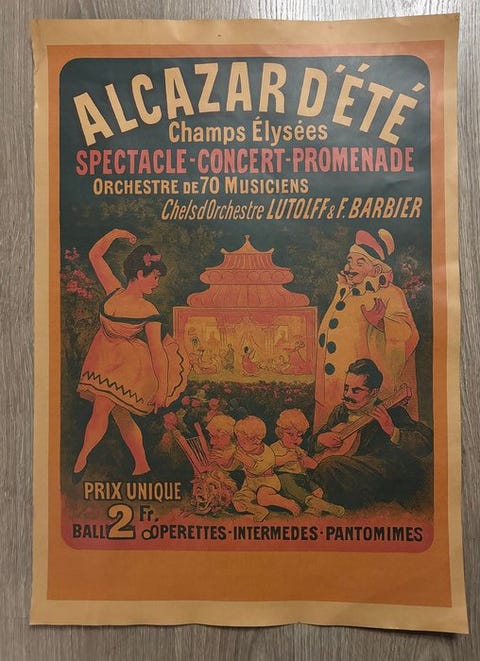 ALCAZAR D'ÉTÉ
Champs Élysées
SPECTACLE-CONCERT-PROMENADE
ORCHESTRE DE 70 MUSICIENS
Chefs d'Orchestre LUTOLFF & F. BARBIER
PRIX UNIQUE
2 Fr.
BALL OPERETTES-INTERMEDES-PANTOMIMES